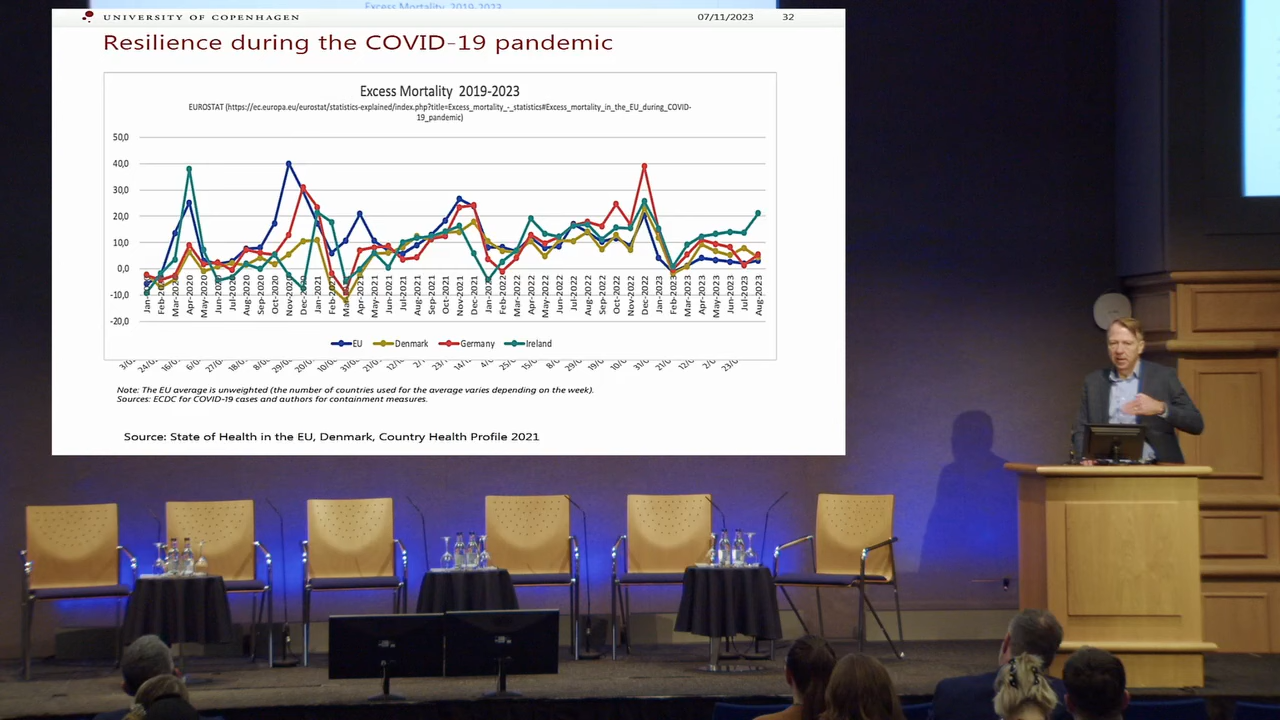 Excess Mortality 2019-2023
UNIVERSITY OF COPENHAGEN
07/11/2023
32
Resilience during the COVID-19 pandemic
Excess Mortality 2019-2023
EUROSTAT (https://ec.europa.eu/eurostat/statistics-explained/index.php?title=Excess_mortality_-_statistics#Excess_mortality_in_the_EU_during_COVID-
19_pandemic)
50,0
40,0
30,0
20,0
10,0
0,0
-10,0
-20,0
Jan-
Feb-
Mar-2020
Apr-2020
May-2020
Jun-2020
Jul-20
Aug-2020
Sep-2020
Oct-2020
Nov-2020
Dec-20
Jan-2021
Feb-
Mar-
Apr-2021
May-2021
Jun-2021
Jul-2021
Aug-2021
Sep-2021
Oct-2021
Nov-2021
Dec-2021
Jan-2022
Feb-2022
Mar-2022
Apr-2022
May-2022
Jun-2022
Jul-2022
Aug-2022
Sep-2022
Oct-2022
Nov-2022
Dec-2022
Jan-2023
Feb-2023
Mar-2023
Apr-2023
May-2023
Jun-2023
Jul-2023
Aug-2023
EU Denmark Germany Ireland
Note: The EU average is unweighted (the number of countries used for the average varies depending on the week).
Sources: ECDC for COVID-19 cases and authors for containment measures.
Source: State of Health in the EU, Denmark, Country Health Profile 2021